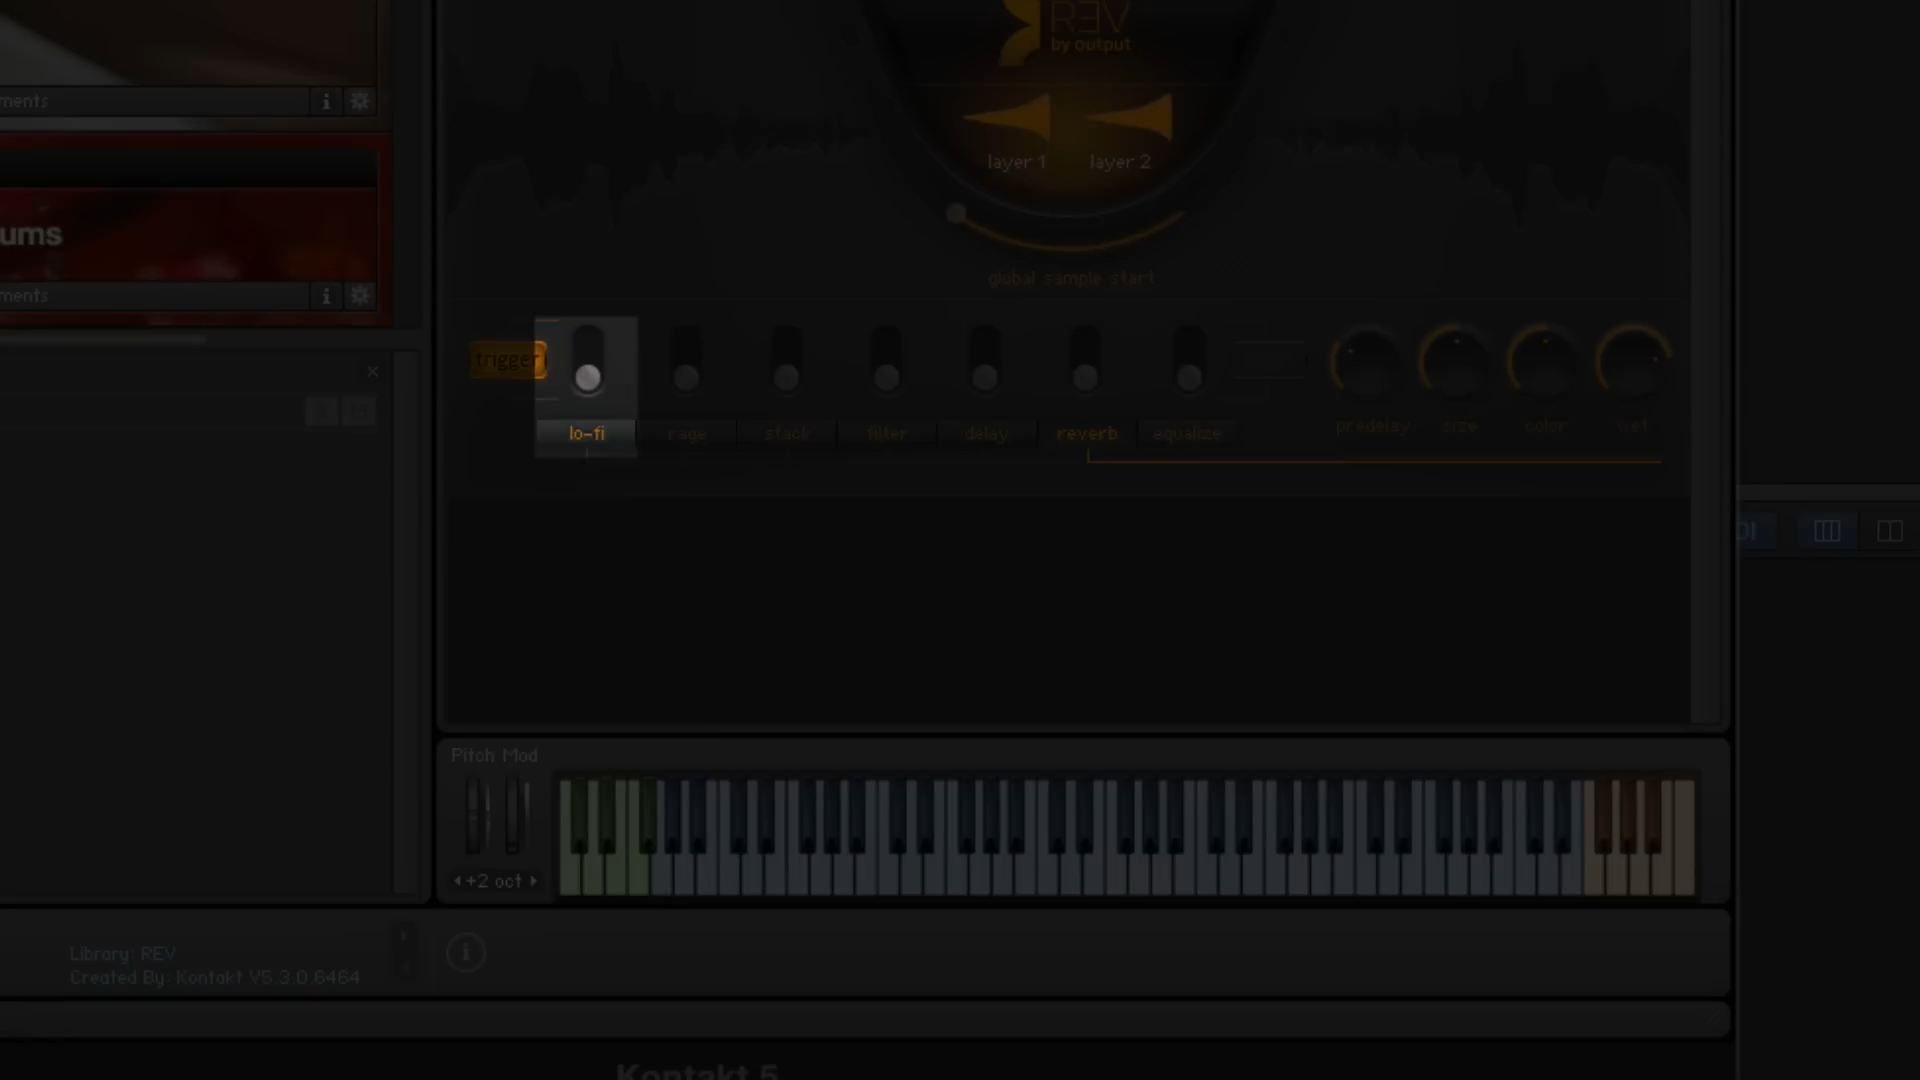 RƎV
by output
layer 1 layer 2
global sample start
ments
ums
ments
trigger
lo-fi rage stack filter delay reverb equalize
predelay size color wet
Pitch Mod
+2 oct
Library: REV
Created By: Kontakt V5.3.0.6464
Kontakt 5